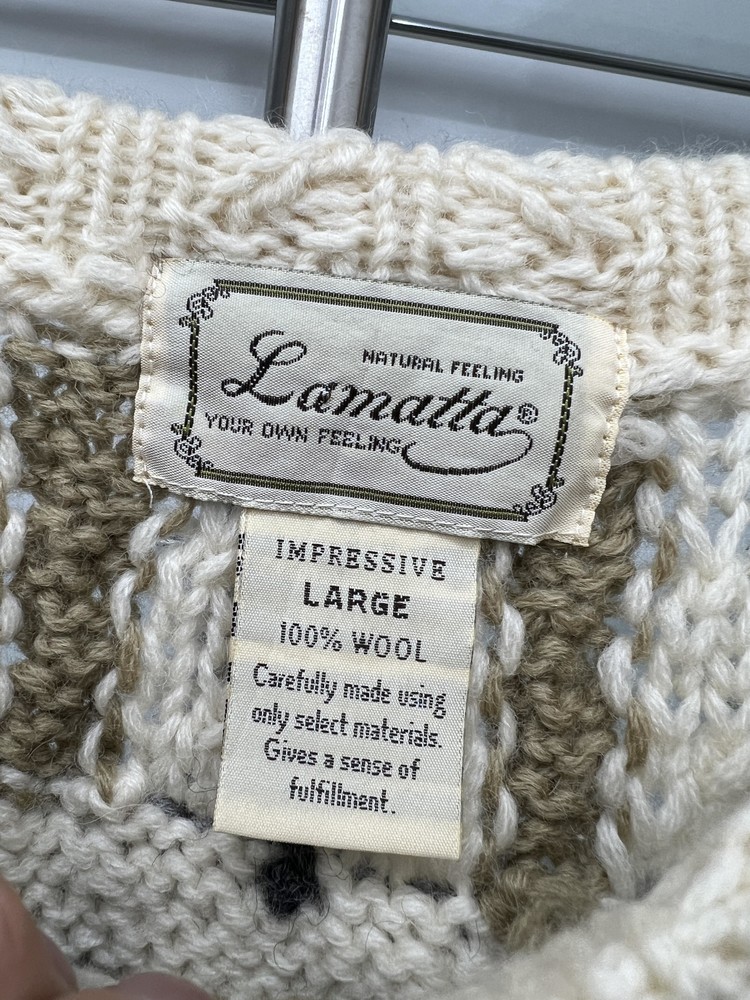 NATURAL FEELING
Lamatta®
YOUR OWN FEELING
IMPRESSIVE
LARGE
100% WOOL
Carefully made using
only select materials.
Gives a sense of
fulfillment.